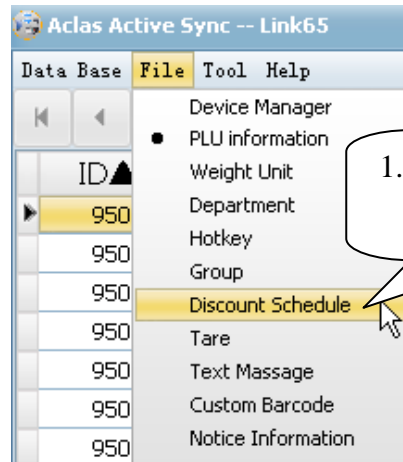 Aclas Active Sync -- Link65
Data Base File Tool Help
Device Manager
PLU information
ID
Weight Unit
950
Department
950
Hotkey
950
Group
950
Discount Schedule
950
Tare
950
Text Massage
950
Custom Barcode
Notice Information
1.